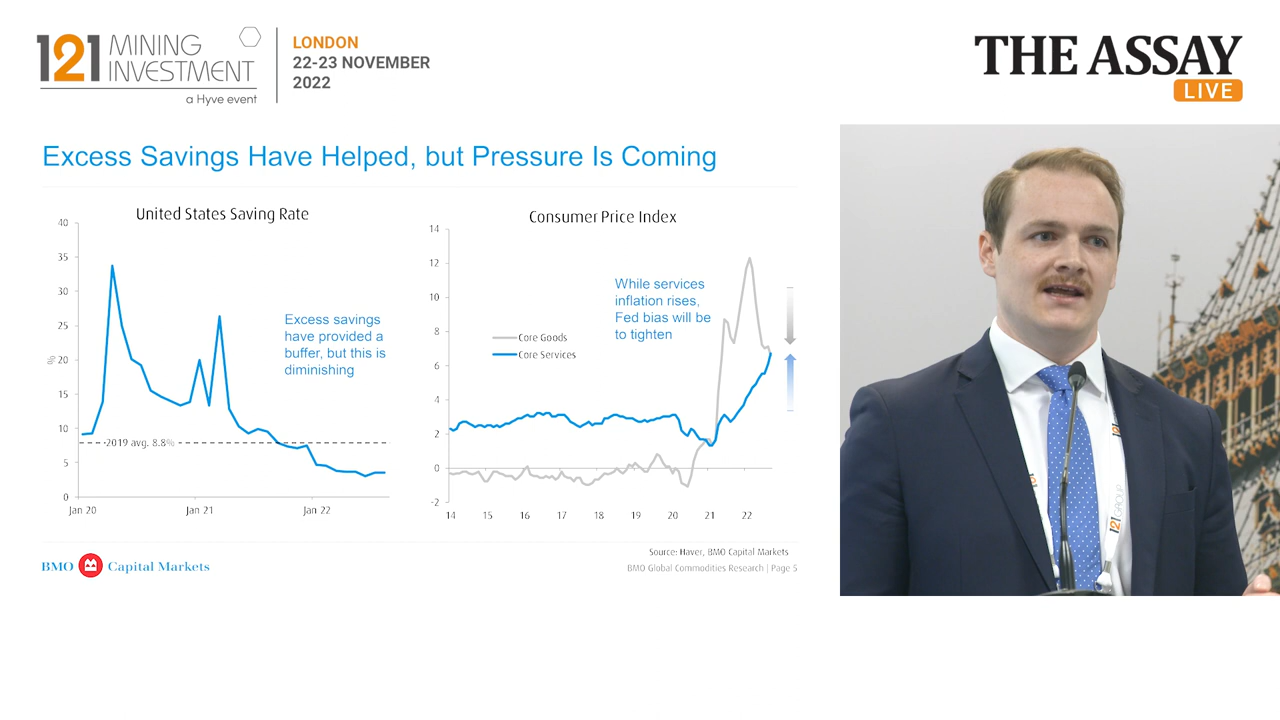 121 MINING
INVESTMENT
a Hyve event
LONDON
22-23 NOVEMBER
2022
THE ASSAY
LIVE
Excess Savings Have Helped, but Pressure Is Coming
United States Saving Rate
40
35
30
25
20
15
10
5
0
%
Excess savings
have provided a
buffer, but this is
diminishing
2019 avg. 8.8%
Jan 20 Jan 21 Jan 22
Consumer Price Index
14
12
10
8
6
4
2
0
-2
While services
inflation rises,
Fed bias will be
to tighten
Core Goods
Core Services
14 15 16 17 18 19 20 21 22
Source: Haver, BMO Capital Markets
BMO Capital Markets
BMO Global Commodities Research | Page 5
121 GROUP